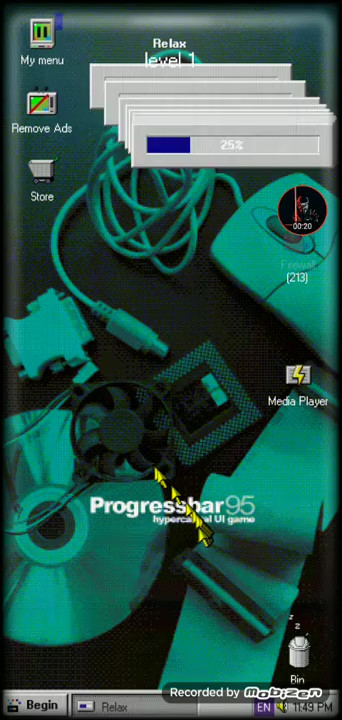 My menu
Relax
level 1
Remove Ads
25%
Store
00:20
Firewall
(213)
Media Player
Progressbar95
hypercasual UI game
Bin
Recorded by mobizen
Begin
Relax
EN
11:49 PM